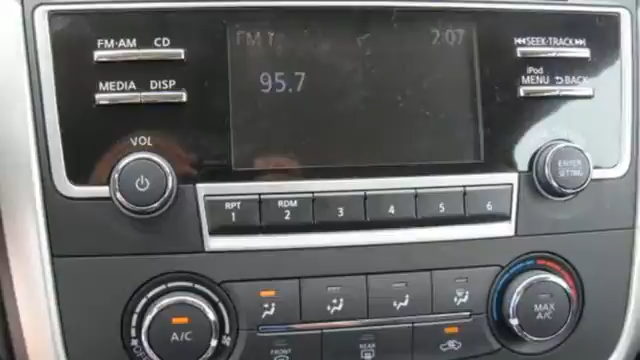 FM·AM CD
FM 1 2:07
SEEK·TRACK
MEDIA DISP
95.7
iPod
MENU BACK
VOL
ENTER
SETTING
RPT
1
RDM
2
3
4
5
6
A/C
MAX
A/C
OFF
FRONT
REAR